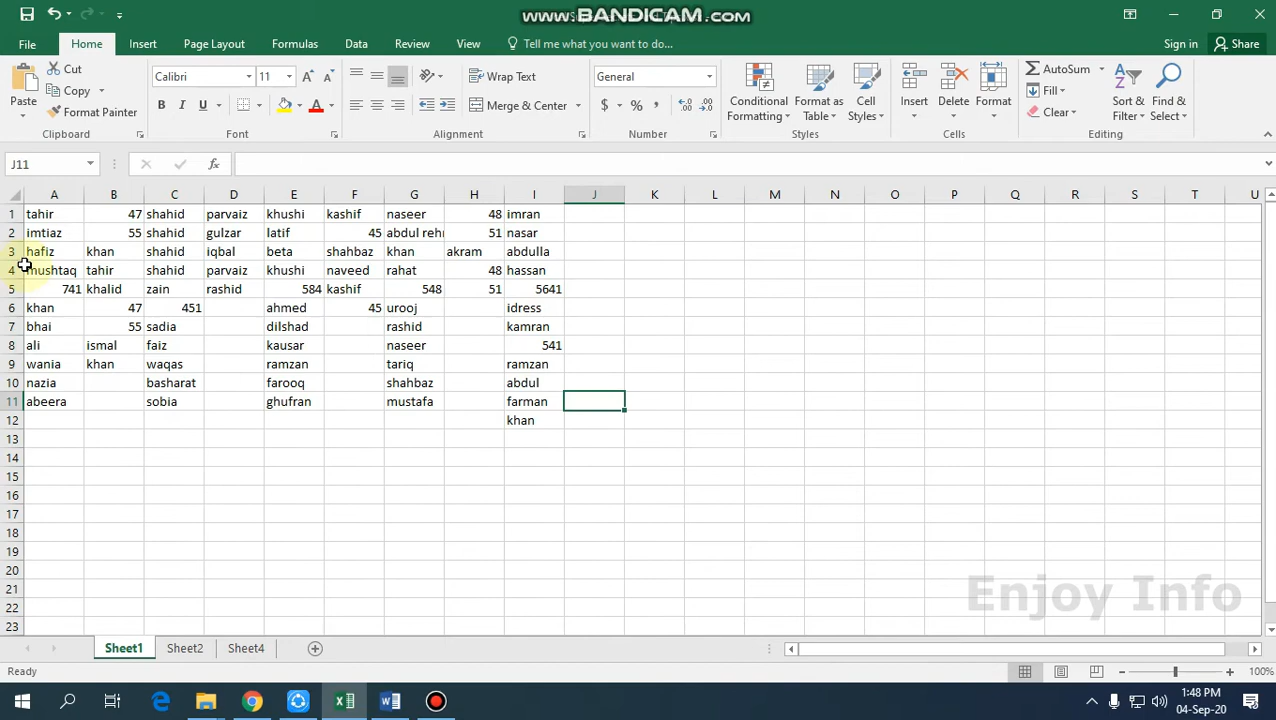 www.BANDICAM.com
File Home Insert Page Layout Formulas Data Review View Tell me what you want to do... Sign in Share
Cut
Copy
Format Painter
Paste
Clipboard
Calibri 11
B I U
Font
Wrap Text
Merge & Center
Alignment
General
$ % ,
Number
Conditional Formatting
Format as Table
Cell Styles
Styles
Insert Delete Format
Cells
AutoSum
Fill
Clear
Sort & Filter
Find & Select
Editing
J11 fx
A B C D E F G H I J K L M N O P Q R S T U
1 tahir 47 shahid parvaiz khushi kashif naseer 48 imran
2 imtiaz 55 shahid gulzar latif 45 abdul rehr 51 nasar
3 hafiz khan shahid iqbal beta shahbaz khan akram abdulla
4 mushtaq tahir shahid parvaiz khushi naveed rahat 48 hassan
5 741 khalid zain rashid 584 kashif 548 51 5641
6 khan 47 451 ahmed 45 urooj idress
7 bhai 55 sadia dilshad rashid kamran
8 ali ismal faiz kausar naseer 541
9 wania khan waqas ramzan tariq ramzan
10 nazia basharat farooq shahbaz abdul
11 abeera sobia ghufran mustafa farman
12 khan
13
14
15
16
17
18
19
20
21
22
23
Enjoy Info
Sheet1 Sheet2 Sheet4
Ready 100%
1:48 PM
04-Sep-20